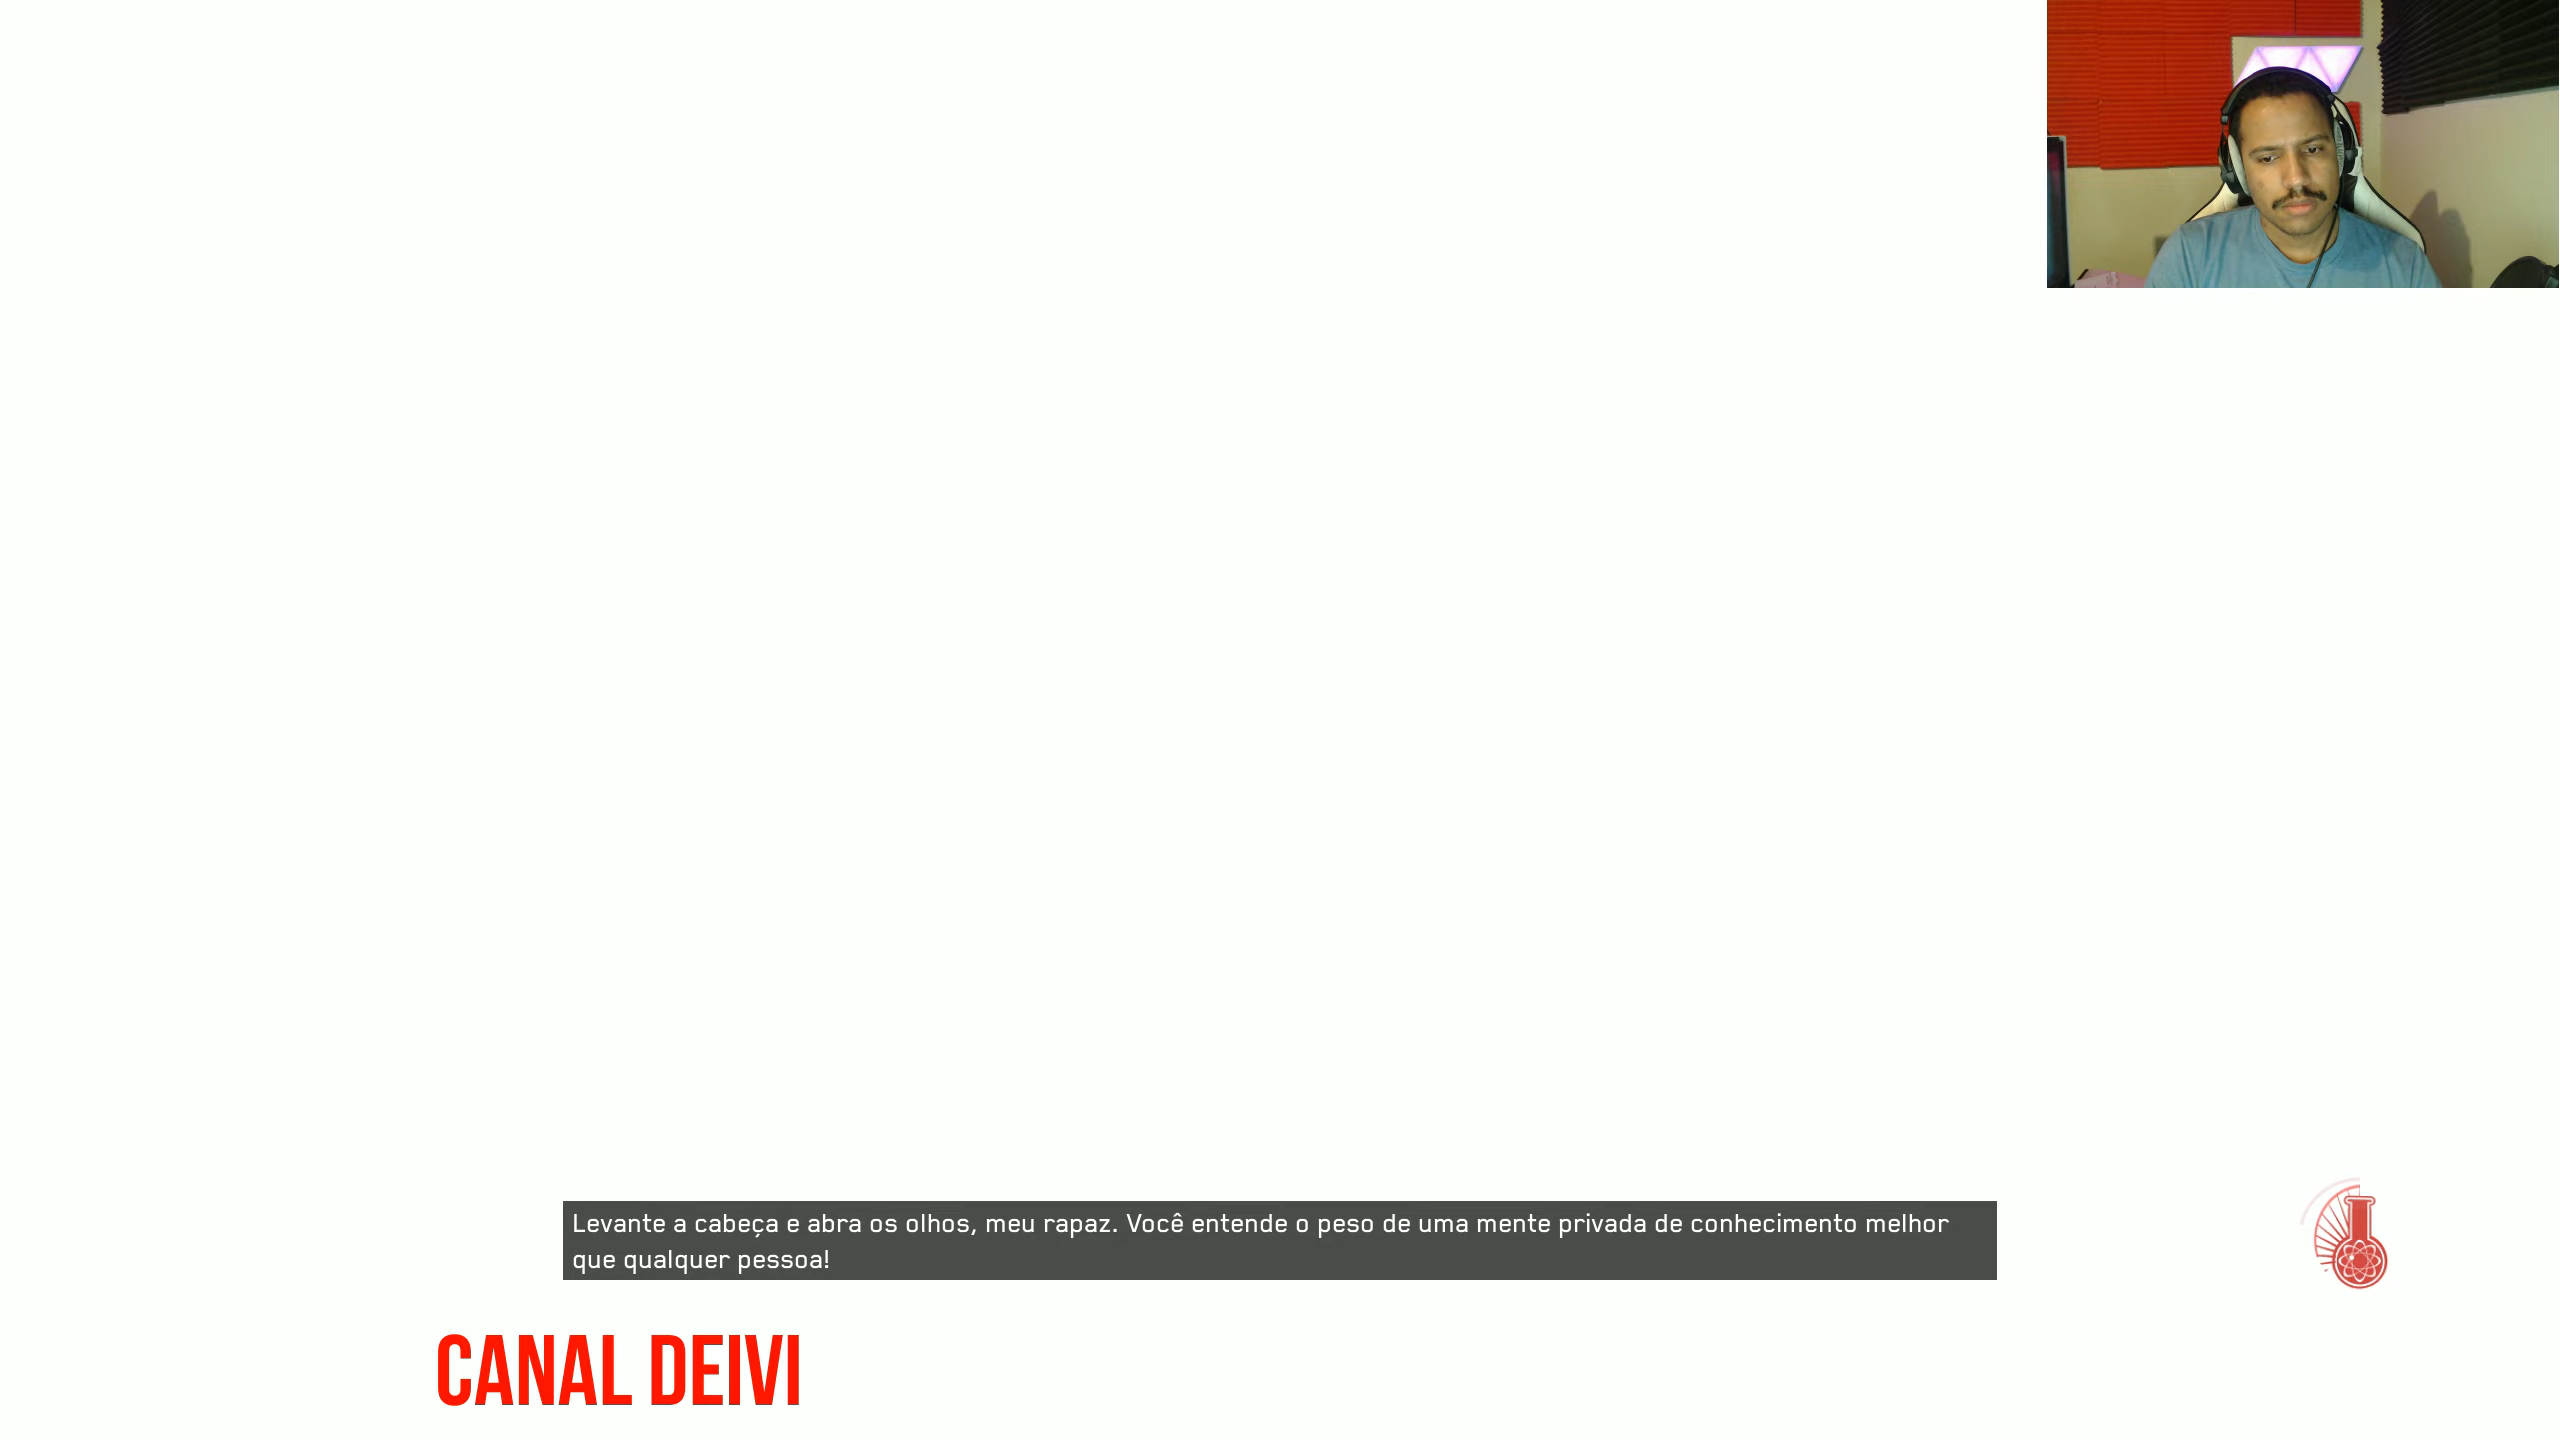 Levante a cabeça e abra os olhos, meu rapaz. Você entende o peso de uma mente privada de conhecimento melhor
que qualquer pessoa!
CANAL DEIVI